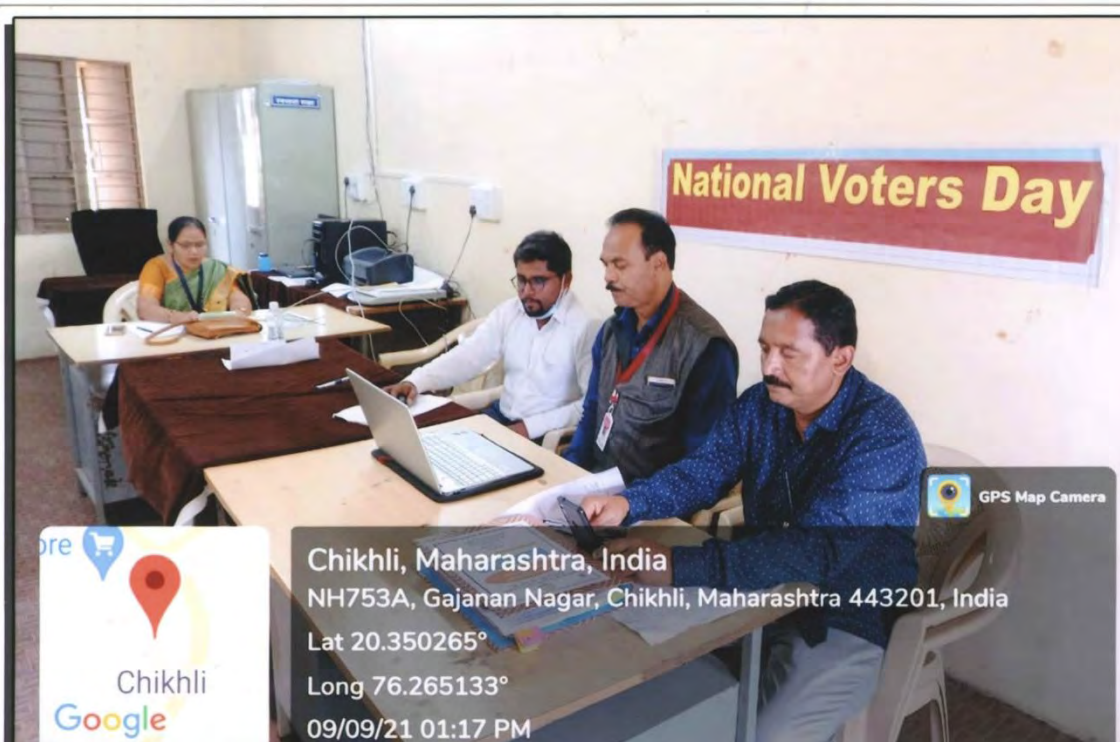 National Voters Day
GPS Map Camera
ore
Chikhli
Google
Chikhli, Maharashtra, India
NH753A, Gajanan Nagar, Chikhli, Maharashtra 443201, India
Lat 20.350265°
Long 76.265133°
09/09/21 01:17 PM